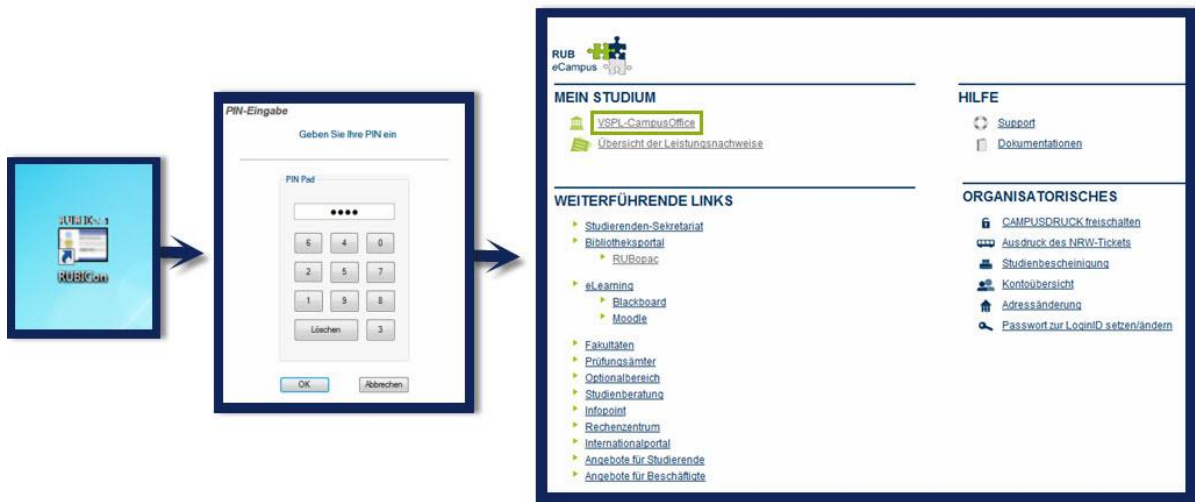 RUBICon
RUBICon
PIN-Eingabe
Geben Sie Ihre PIN ein
PIN Pad
••••
6 4 0
2 5 7
1 9 8
Löschen 3
OK Abbrechen
RUB
eCampus
MEIN STUDIUM
VSPL-CampusOffice
Übersicht der Leistungsnachweise
HILFE
Support
Dokumentationen
WEITERFÜHRENDE LINKS
Studierenden-Sekretariat
Bibliotheksportal
RUBopac
eLearning
Blackboard
Moodle
Fakultäten
Prüfungsämter
Optionalbereich
Studienberatung
Infopoint
Rechenzentrum
Internationalportal
Angebote für Studierende
Angebote für Beschäftigte
ORGANISATORISCHES
CAMPUSDRUCK freischalten
Ausdruck des NRW-Tickets
Studienbescheinigung
Kontoübersicht
Adressänderung
Passwort zur LoginID setzen/ändern